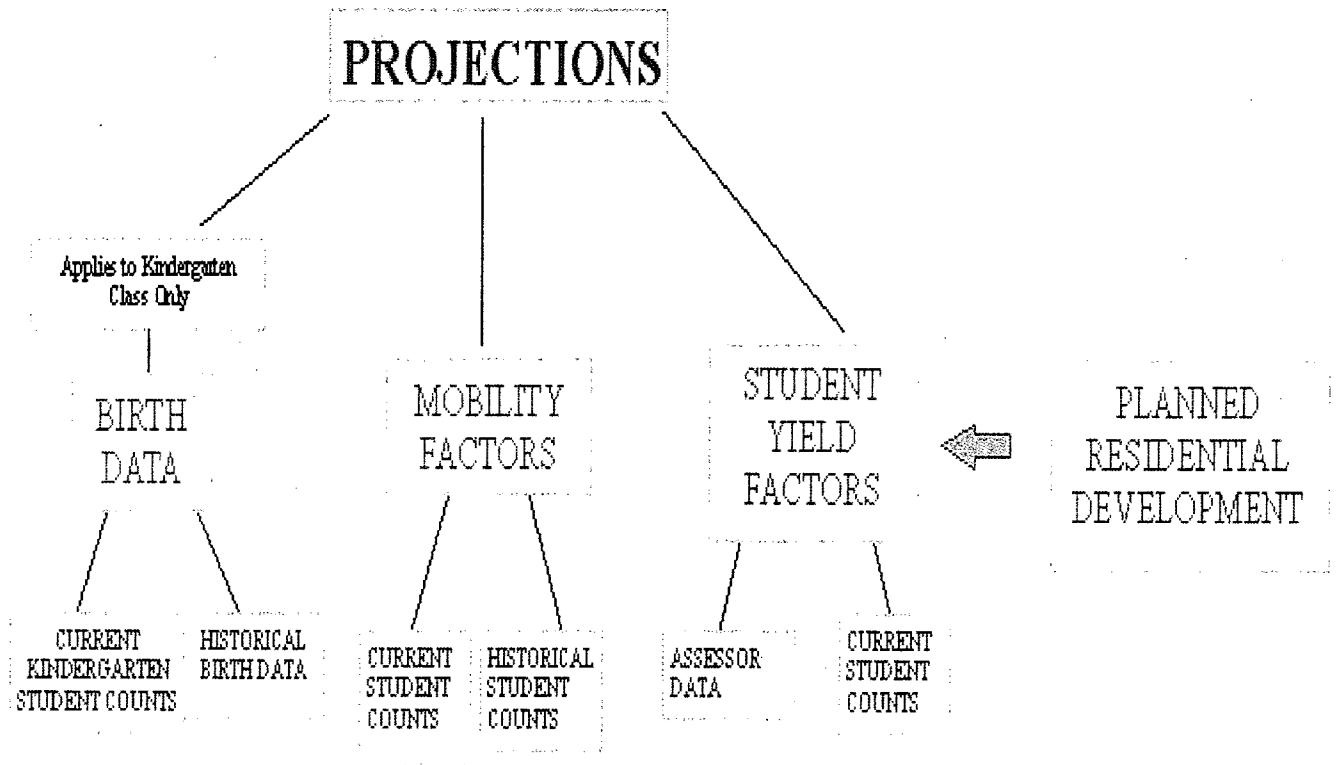 PROJECTIONS
Applies to Kindergarten
Class Only
BIRTH
DATA
MOBILITY
FACTORS
STUDENT
YIELD
FACTORS
PLANNED
RESIDENTIAL
DEVELOPMENT
CURRENT
KINDERGARTEN
STUDENT COUNTS
HISTORICAL
BIRTH DATA
CURRENT
STUDENT
COUNTS
HISTORICAL
STUDENT
COUNTS
ASSESSOR
DATA
CURRENT
STUDENT
COUNTS